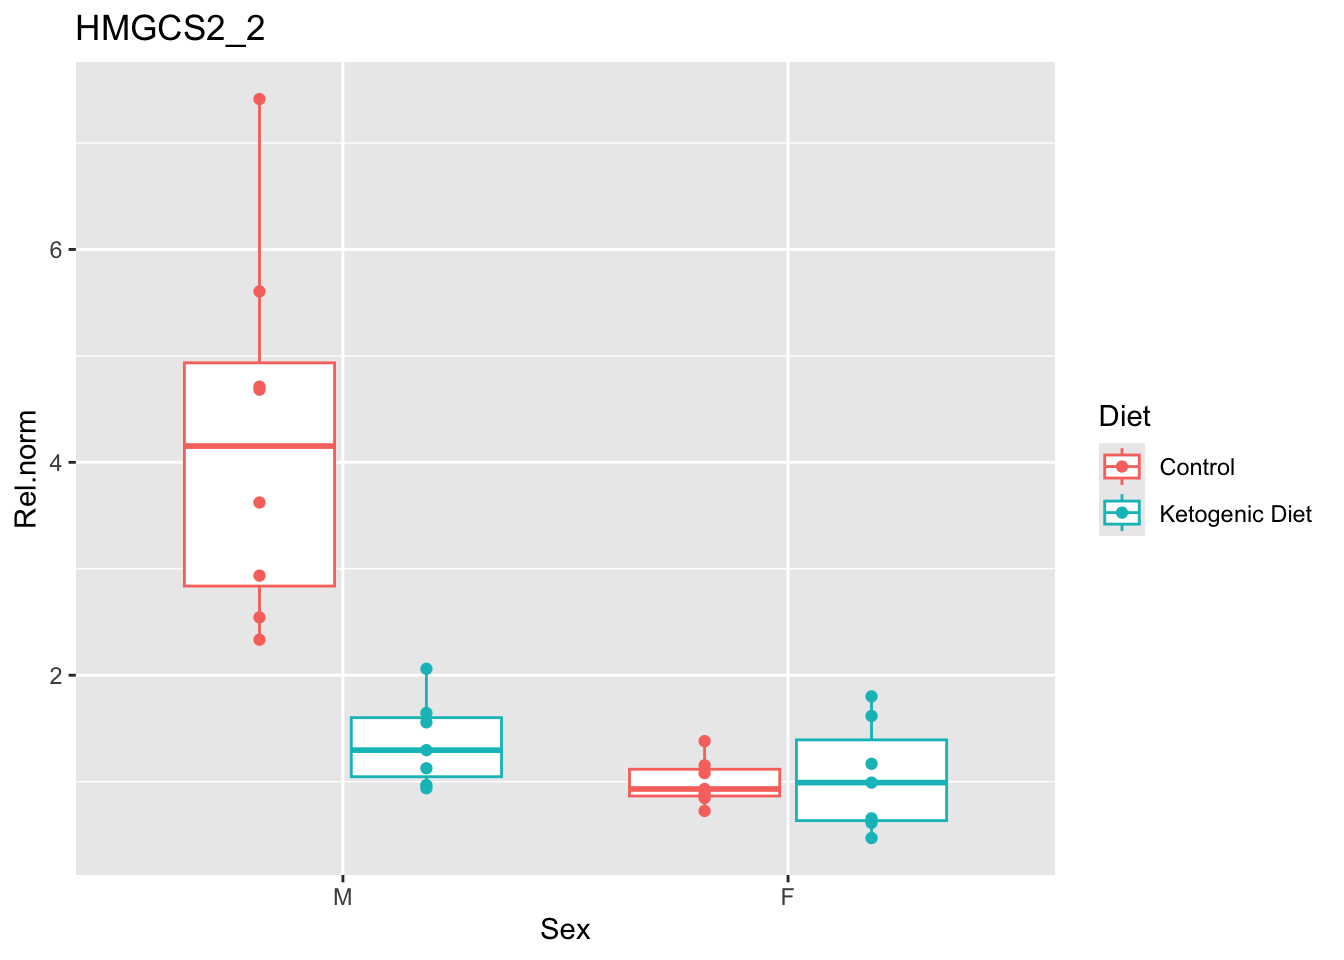 HMGCS2_2
Rel.norm
6
4
2
M
F
Sex
Diet
Control
Ketogenic Diet